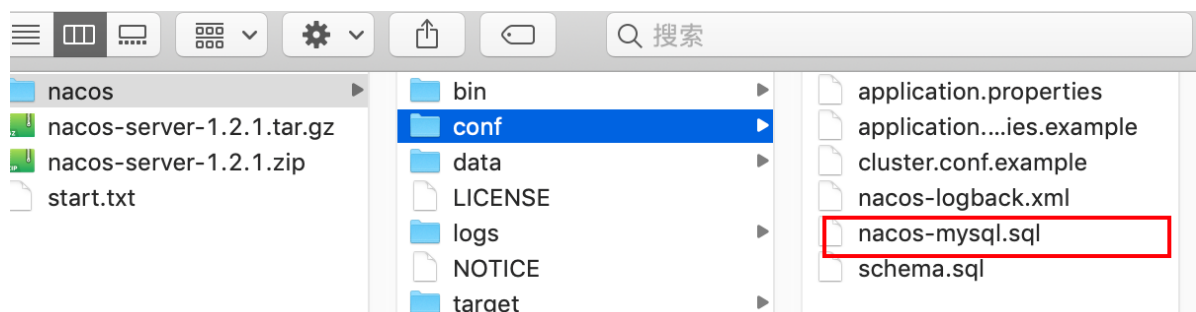 搜索
nacos
nacos-server-1.2.1.tar.gz
nacos-server-1.2.1.zip
start.txt
bin
conf
data
LICENSE
logs
NOTICE
target
application.properties
application....ies.example
cluster.conf.example
nacos-logback.xml
nacos-mysql.sql
schema.sql